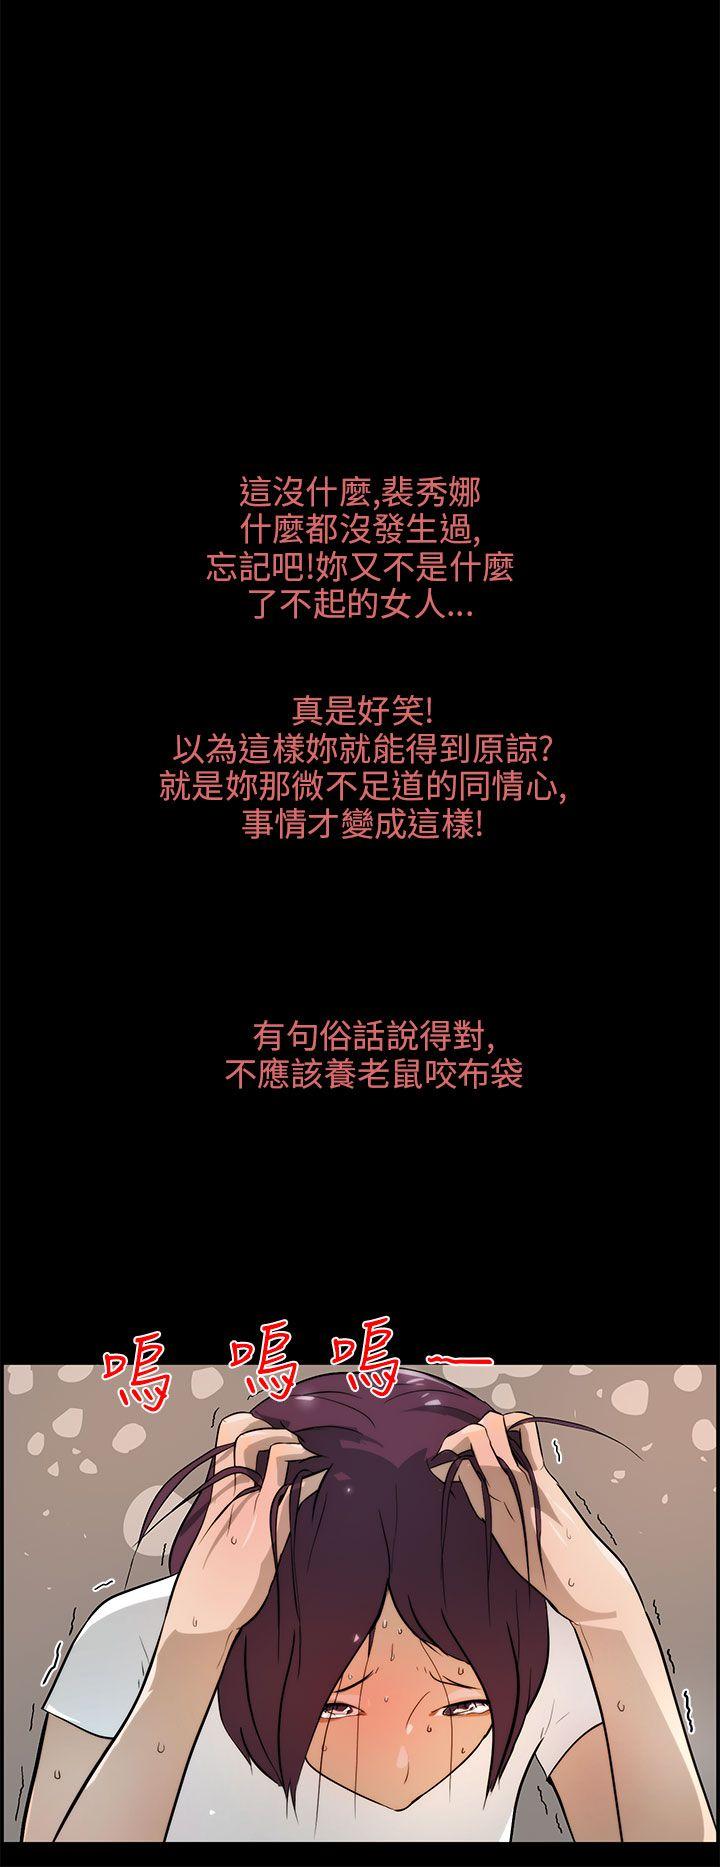 這沒什麼,裴秀娜
什麼都沒發生過,
忘記吧!妳又不是什麼
了不起的女人...
真是好笑!
以為這樣妳就能得到原諒?
就是妳那微不足道的同情心,
事情才變成這樣!
有句俗話說得對,
不應該養老鼠咬布袋
嗚 嗚 嗚~